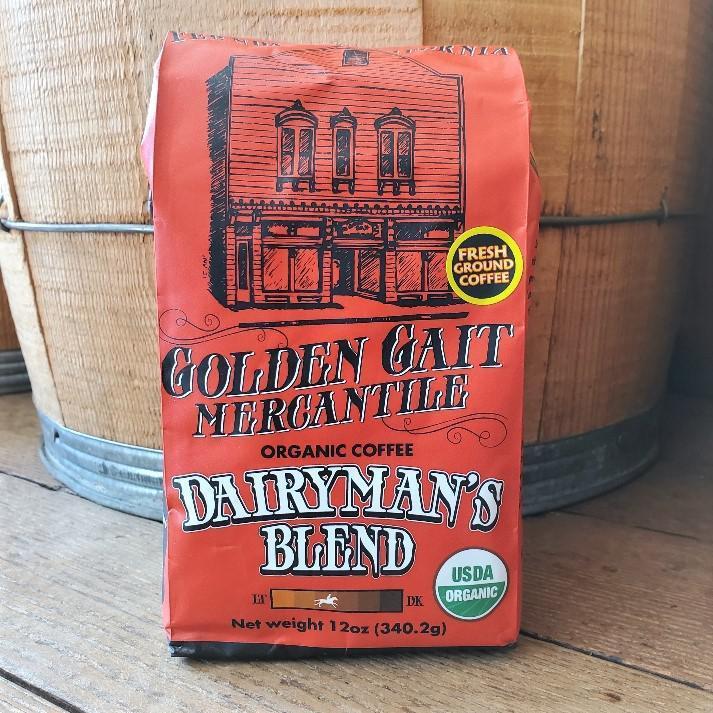 FRESH
GROUND
COFFEE
GOLDEN GAIT
MERCANTILE
ORGANIC COFFEE
DAIRYMAN'S
BLEND
LT DK
USDA
ORGANIC
Net weight 12oz (340.2g)